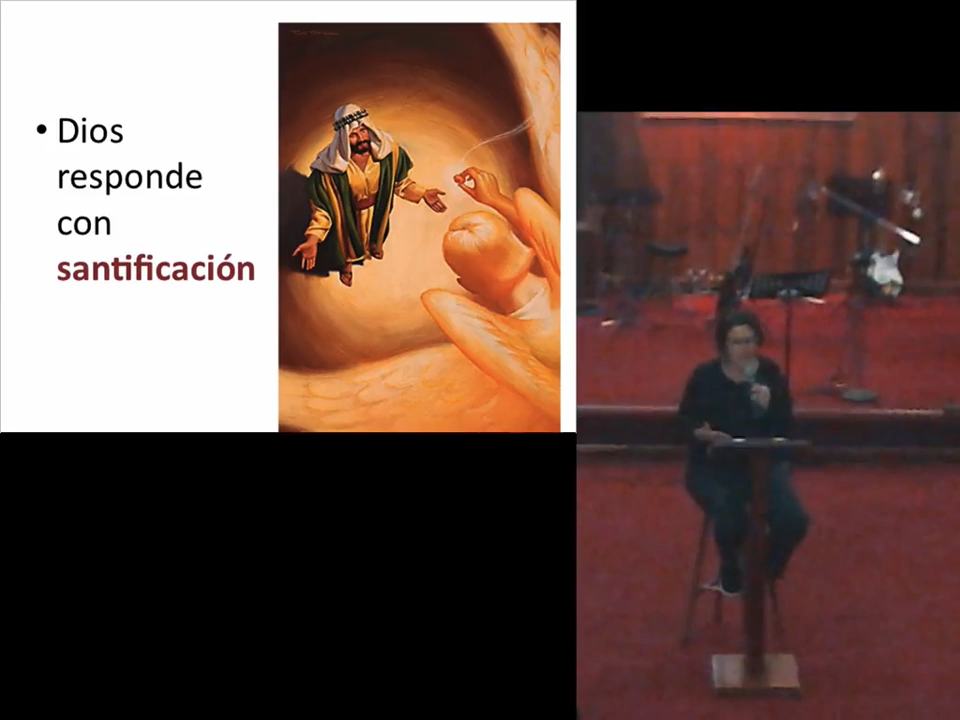 • Dios
responde
con
santificación